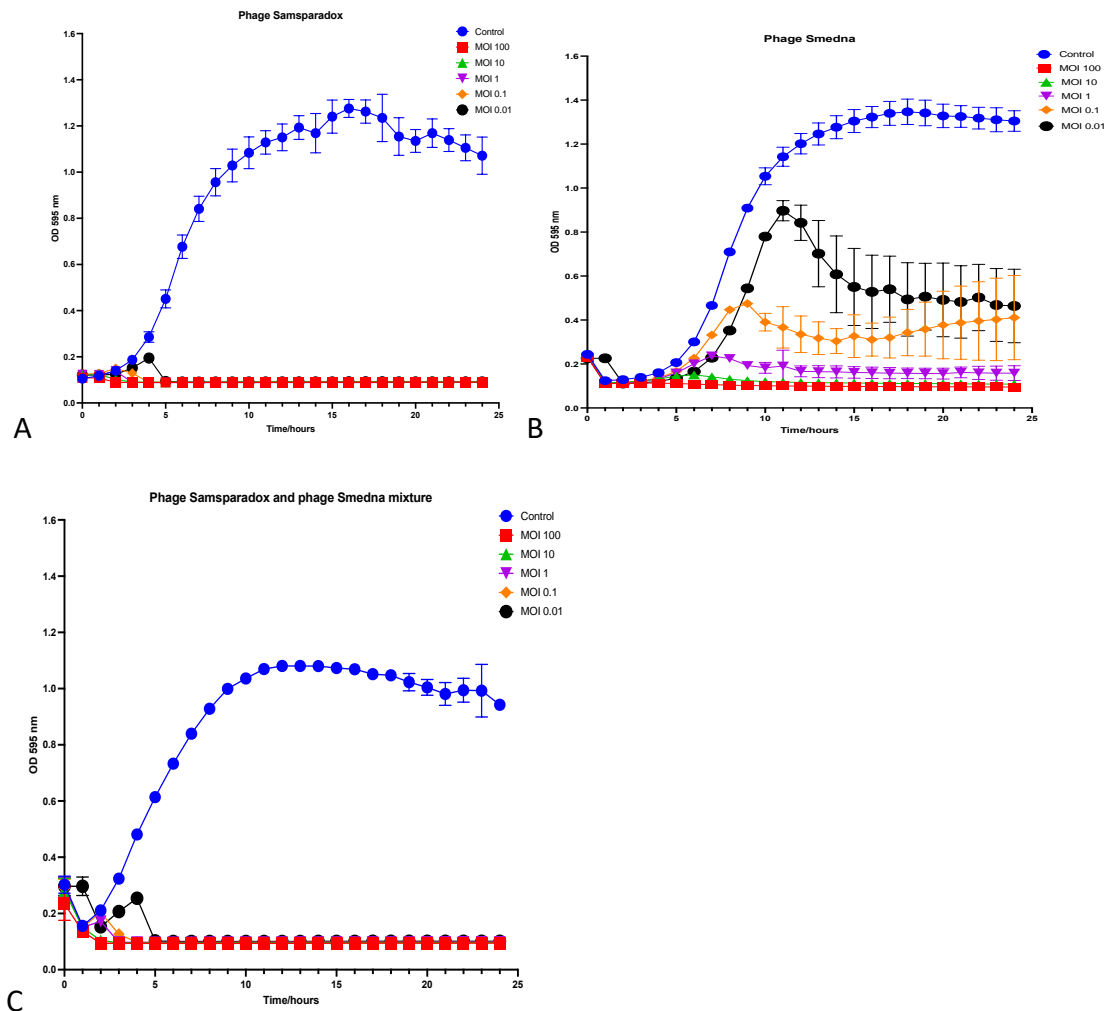 Phage Samsparadox
Control
MOI 100
MOI 10
MOI 1
MOI 0.1
MOI 0.01
1.6
1.4
1.2
1.0
0.8
0.6
0.4
0.2
0.0
OD 595 nm
0
5
10
15
20
25
Time/hours
A
Phage Smedna
Control
MOI 100
MOI 10
MOI 1
MOI 0.1
MOI 0.01
1.6
1.4
1.2
1.0
0.8
0.6
0.4
0.2
0.0
OD 595 nm
0
5
10
15
20
25
Time/hours
B
Phage Samsparadox and phage Smedna mixture
Control
MOI 100
MOI 10
MOI 1
MOI 0.1
MOI 0.01
1.6
1.4
1.2
1.0
0.8
0.6
0.4
0.2
0.0
OD 595 nm
0
5
10
15
20
25
Time/hours
C